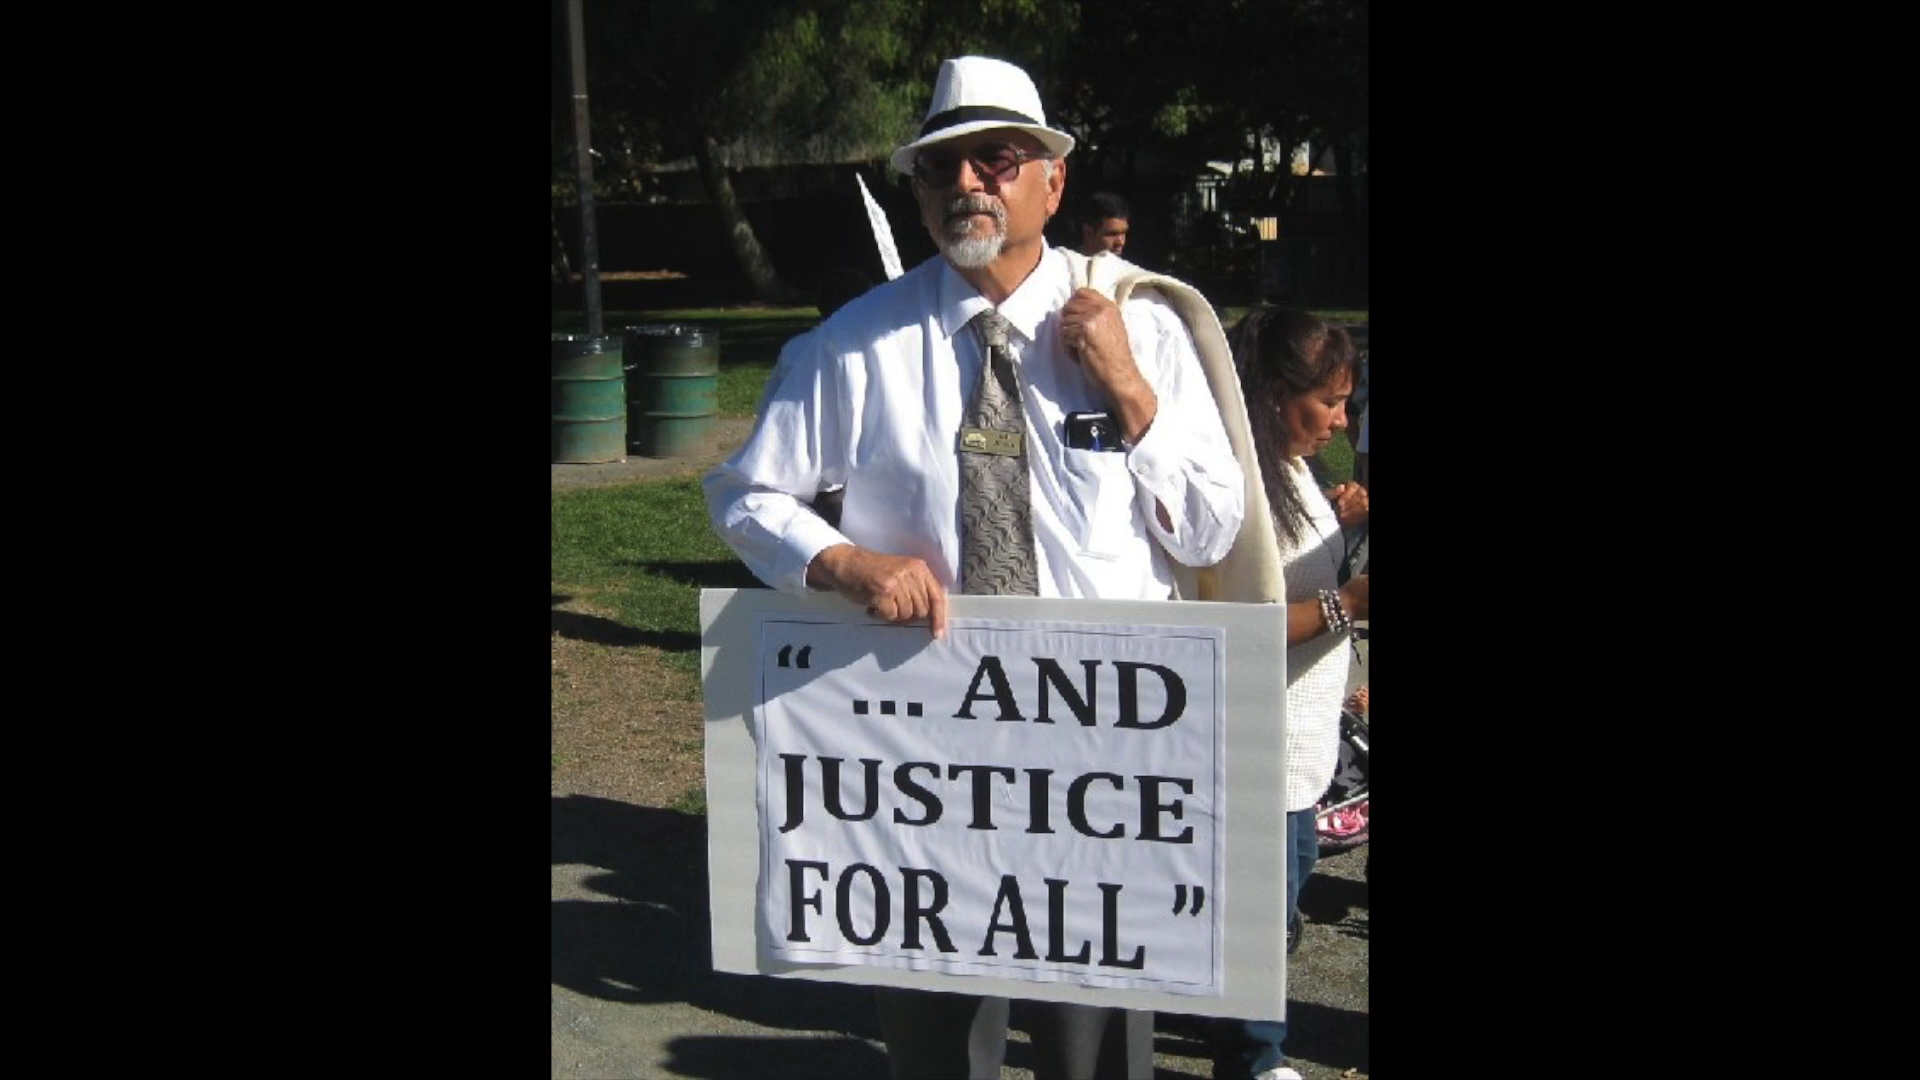 “ ... AND
JUSTICE
FOR ALL ”